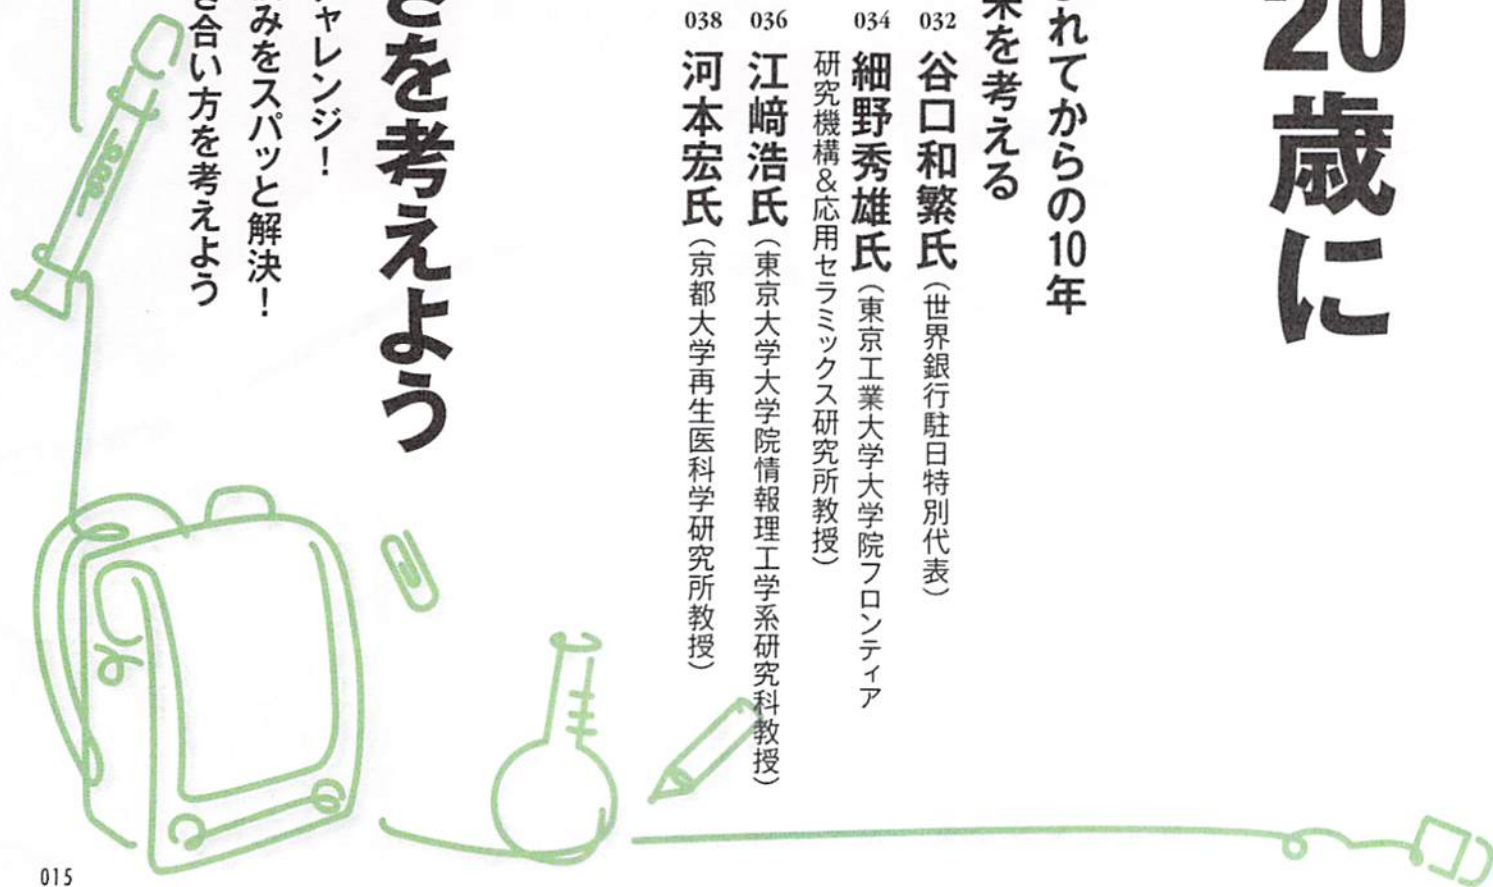 20歳に
れてからの10年
来を考える
032 谷口和繁氏（世界銀行駐日特別代表）
034 細野秀雄氏（東京工業大学大学院フロンティア
研究機構&応用セラミックス研究所教授）
036 江﨑浩氏（東京大学大学院情報理工学系研究科教授）
038 河本宏氏（京都大学再生医科学研究所教授）
を考えよう
ャレンジ！
みをスパッと解決！
合い方を考えよう
015